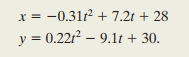 x = −0.31t² + 7.2t + 28
y = 0.22t² − 9.1t + 30.